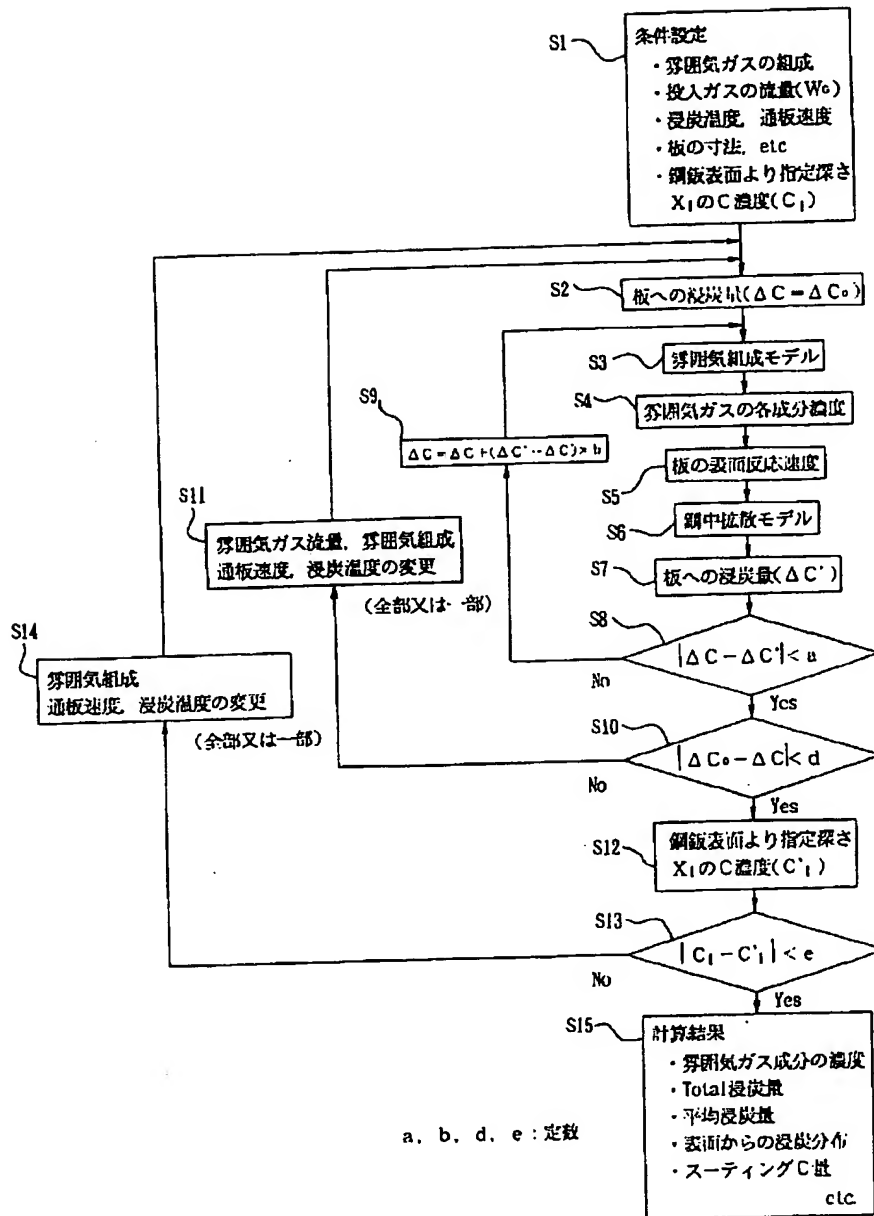 S1
条件設定
・雰囲気ガスの組成
・投入ガスの流量(W₀)
・浸炭温度，通板速度
・板の寸法，etc
・鋼鈑表面より指定深さ
X₁のC濃度(C₁)
S2
板への浸炭量(ΔC=ΔC₀)
S3
雰囲気組成モデル
S4
雰囲気ガスの各成分濃度
S9
ΔC=ΔC+(ΔC'-ΔC)×b
S5
板の表面反応速度
S6
鋼中拡散モデル
S11
雰囲気ガス流量，雰囲気組成
通板速度，浸炭温度の変更
(全部又は一部)
S7
板への浸炭量(ΔC')
S8
|ΔC-ΔC'|<a
No
Yes
S14
雰囲気組成
通板速度，浸炭温度の変更
(全部又は一部)
S10
|ΔC₀-ΔC|<d
No
Yes
S12
鋼鈑表面より指定深さ
X₁のC濃度(C'₁)
S13
|C₁-C'₁|<e
No
Yes
S15
計算結果
・雰囲気ガス成分の濃度
・Total浸炭量
・平均浸炭量
・表面からの浸炭分布
・スーティングC量
etc.
a，b，d，e：定数